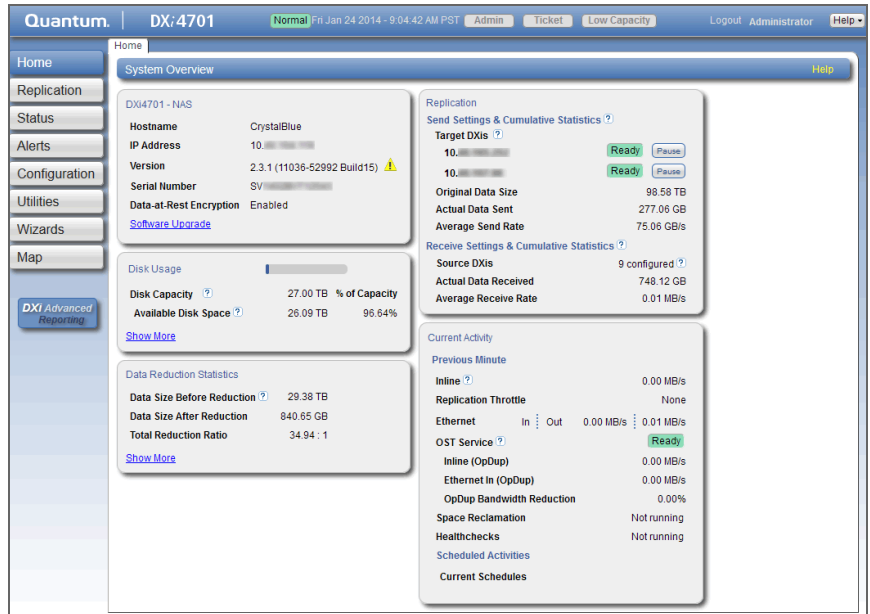 Quantum. DXi4701 Normal Fri Jan 24 2014 - 9:04:42 AM PST Admin Ticket Low Capacity Logout Administrator Help
Home
Home
Replication
Status
Alerts
Configuration
Utilities
Wizards
Map
DXi Advanced
Reporting
System Overview Help
DXi4701 - NAS
Hostname CrystalBlue
IP Address 10.
Version 2.3.1 (11036-52992 Build15)
Serial Number SV
Data-at-Rest Encryption Enabled
Software Upgrade
Disk Usage
Disk Capacity ? 27.00 TB % of Capacity
Available Disk Space ? 26.09 TB 96.64%
Show More
Data Reduction Statistics
Data Size Before Reduction ? 29.38 TB
Data Size After Reduction 840.65 GB
Total Reduction Ratio 34.94 : 1
Show More
Replication
Send Settings & Cumulative Statistics ?
Target DXis ?
10. Ready Pause
10. Ready Pause
Original Data Size 98.58 TB
Actual Data Sent 277.06 GB
Average Send Rate 75.06 GB/s
Receive Settings & Cumulative Statistics ?
Source DXis 9 configured ?
Actual Data Received 748.12 GB
Average Receive Rate 0.01 MB/s
Current Activity
Previous Minute
Inline ? 0.00 MB/s
Replication Throttle None
Ethernet In Out 0.00 MB/s 0.01 MB/s
OST Service ? Ready
Inline (OpDup) 0.00 MB/s
Ethernet In (OpDup) 0.00 MB/s
OpDup Bandwidth Reduction 0.00%
Space Reclamation Not running
Healthchecks Not running
Scheduled Activities
Current Schedules